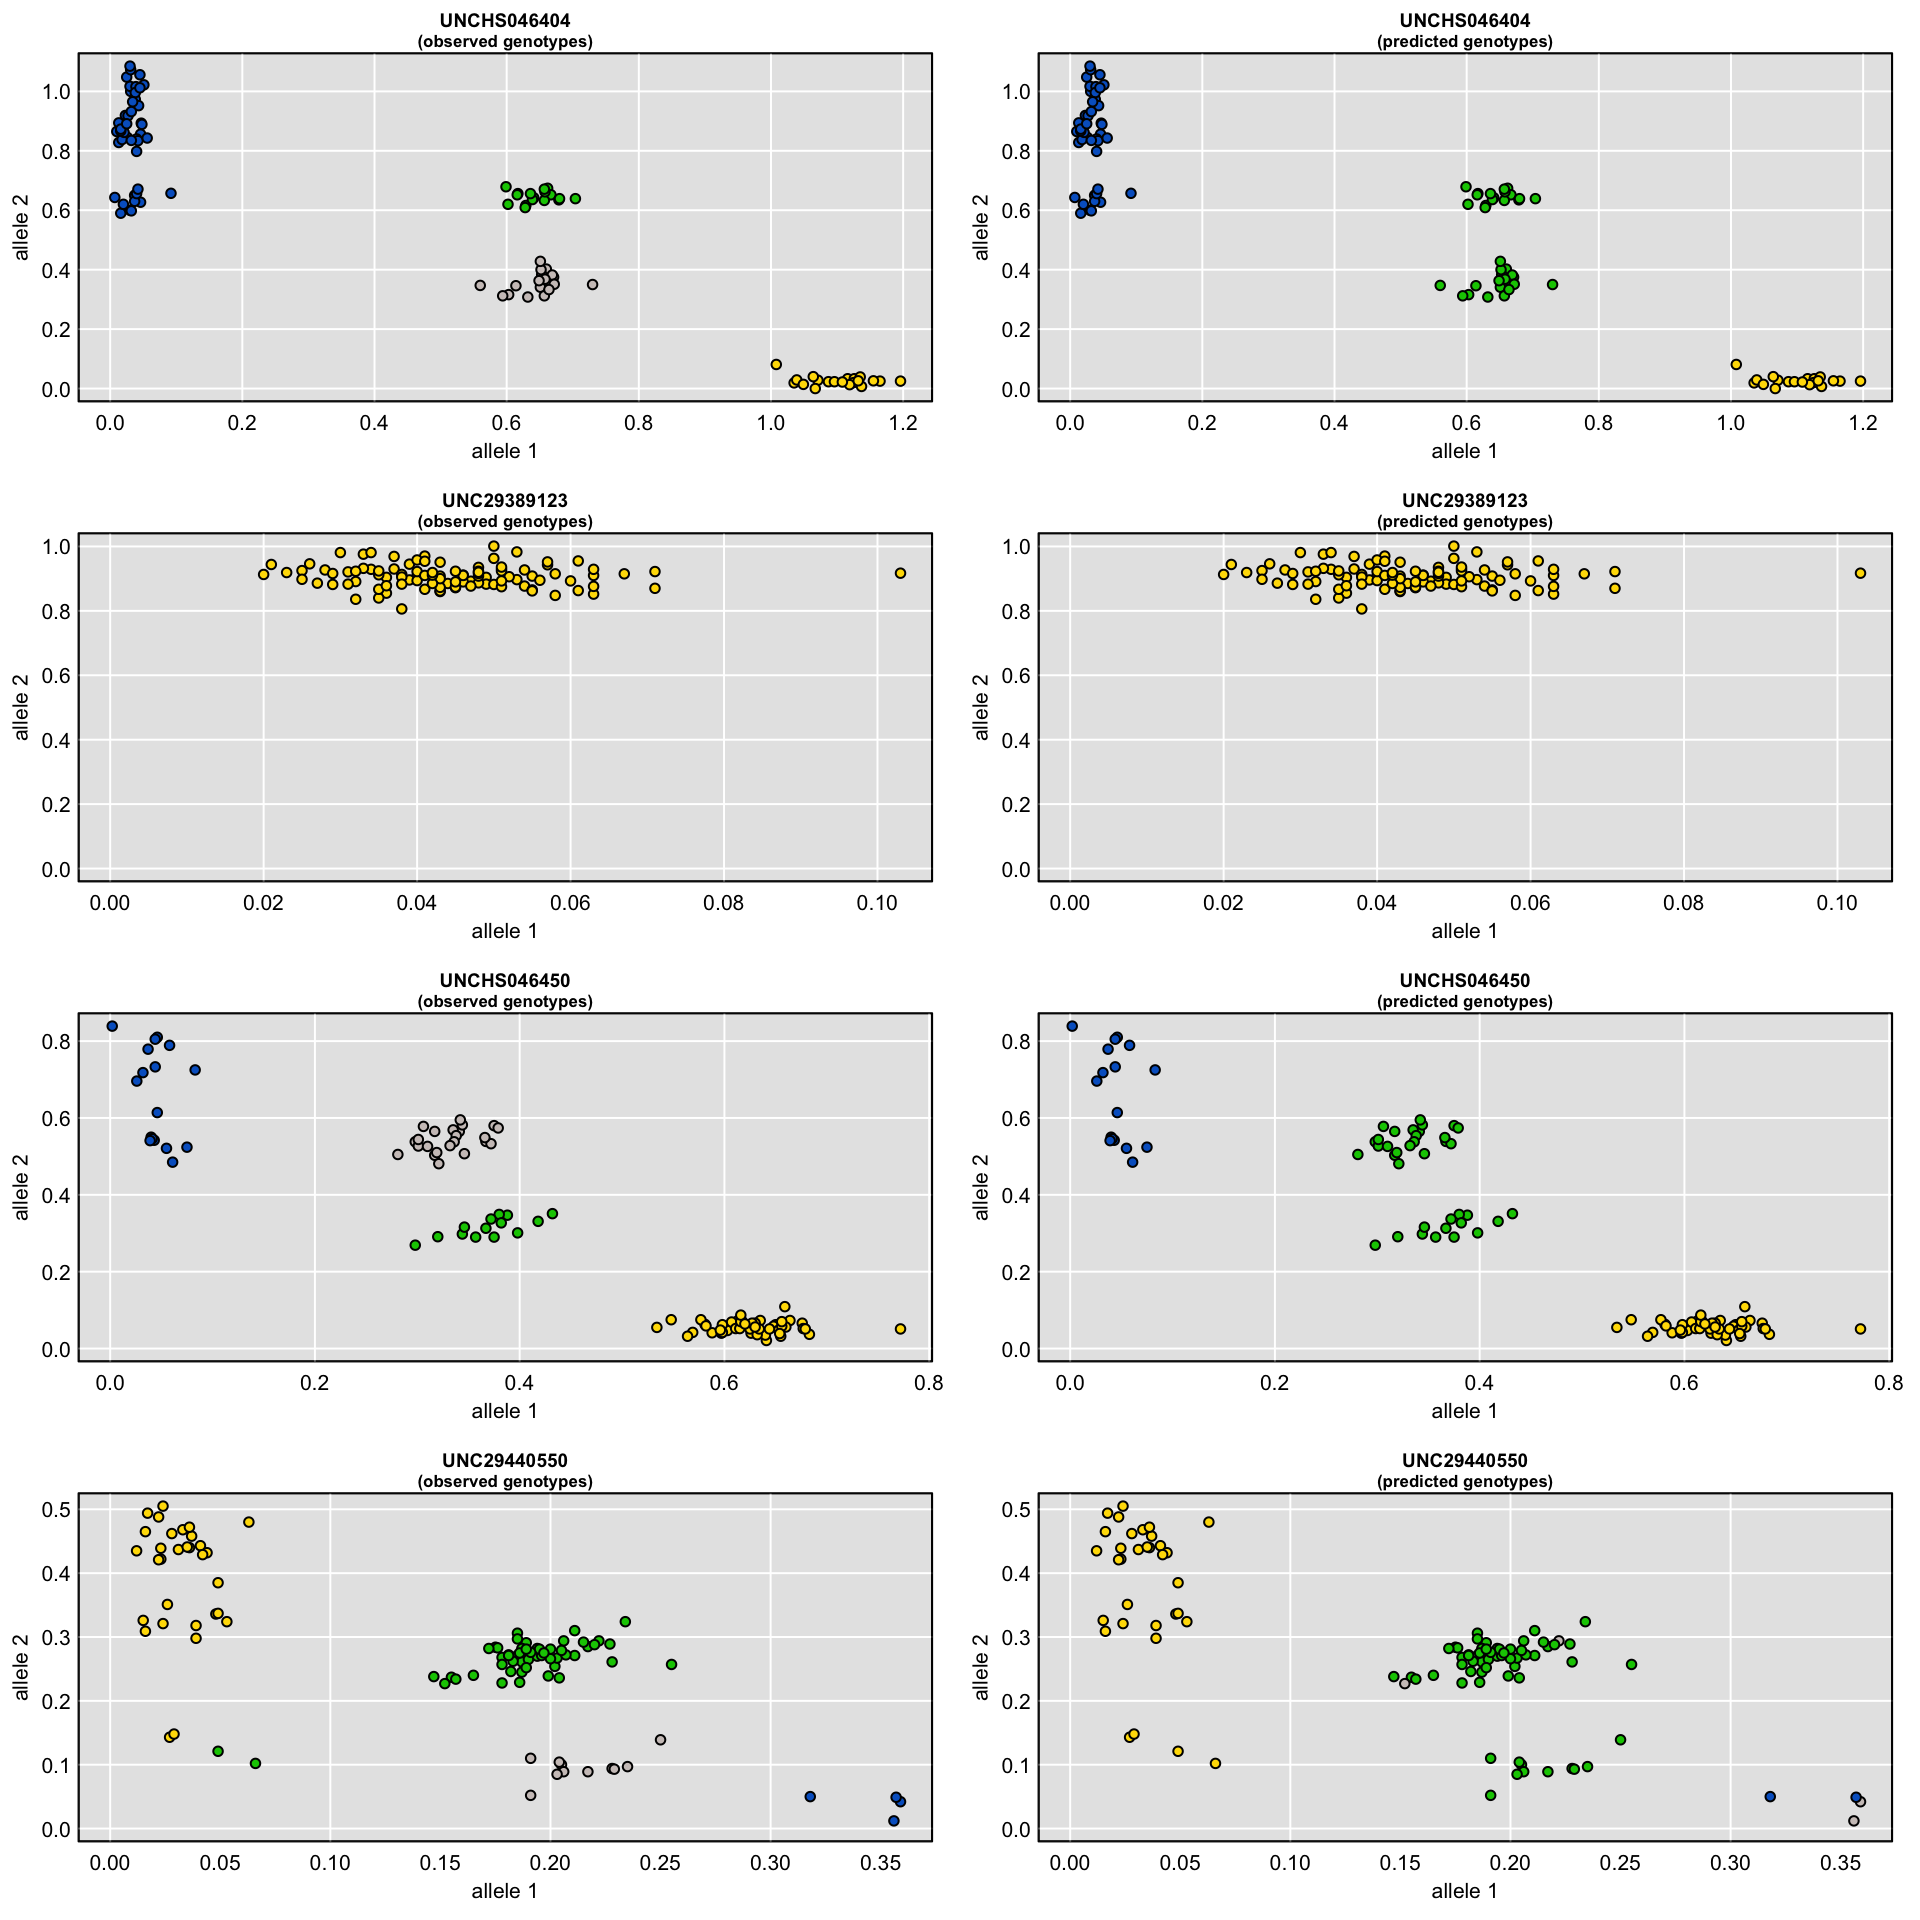 UNCHS046404
(observed genotypes)
allele 2
1.0
0.8
0.6
0.4
0.2
0.0
0.0 0.2 0.4 0.6 0.8 1.0 1.2
allele 1
UNCHS046404
(predicted genotypes)
allele 2
1.0
0.8
0.6
0.4
0.2
0.0
0.0 0.2 0.4 0.6 0.8 1.0 1.2
allele 1
UNC29389123
(observed genotypes)
allele 2
1.0
0.8
0.6
0.4
0.2
0.0
0.00 0.02 0.04 0.06 0.08 0.10
allele 1
UNC29389123
(predicted genotypes)
allele 2
1.0
0.8
0.6
0.4
0.2
0.0
0.00 0.02 0.04 0.06 0.08 0.10
allele 1
UNCHS046450
(observed genotypes)
allele 2
0.8
0.6
0.4
0.2
0.0
0.0 0.2 0.4 0.6 0.8
allele 1
UNCHS046450
(predicted genotypes)
allele 2
0.8
0.6
0.4
0.2
0.0
0.0 0.2 0.4 0.6 0.8
allele 1
UNC29440550
(observed genotypes)
allele 2
0.5
0.4
0.3
0.2
0.1
0.0
0.00 0.05 0.10 0.15 0.20 0.25 0.30 0.35
allele 1
UNC29440550
(predicted genotypes)
allele 2
0.5
0.4
0.3
0.2
0.1
0.0
0.00 0.05 0.10 0.15 0.20 0.25 0.30 0.35
allele 1